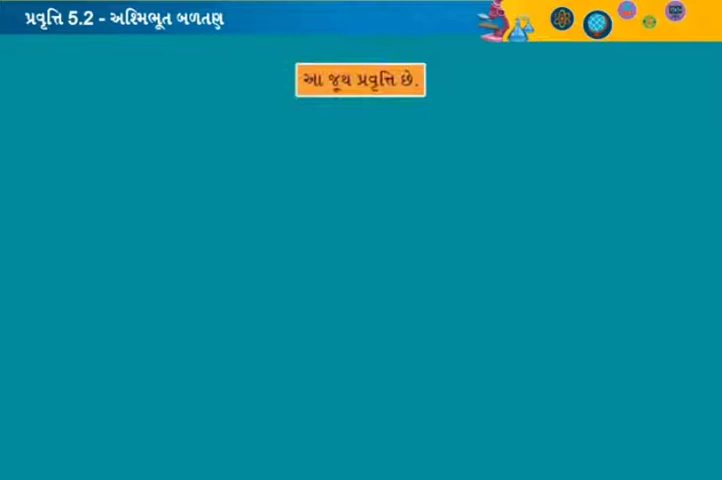 પ્રવૃત્તિ 5.2 - અશ્મિભૂત બળતણ
આ જૂથ પ્રવૃત્તિ છે.